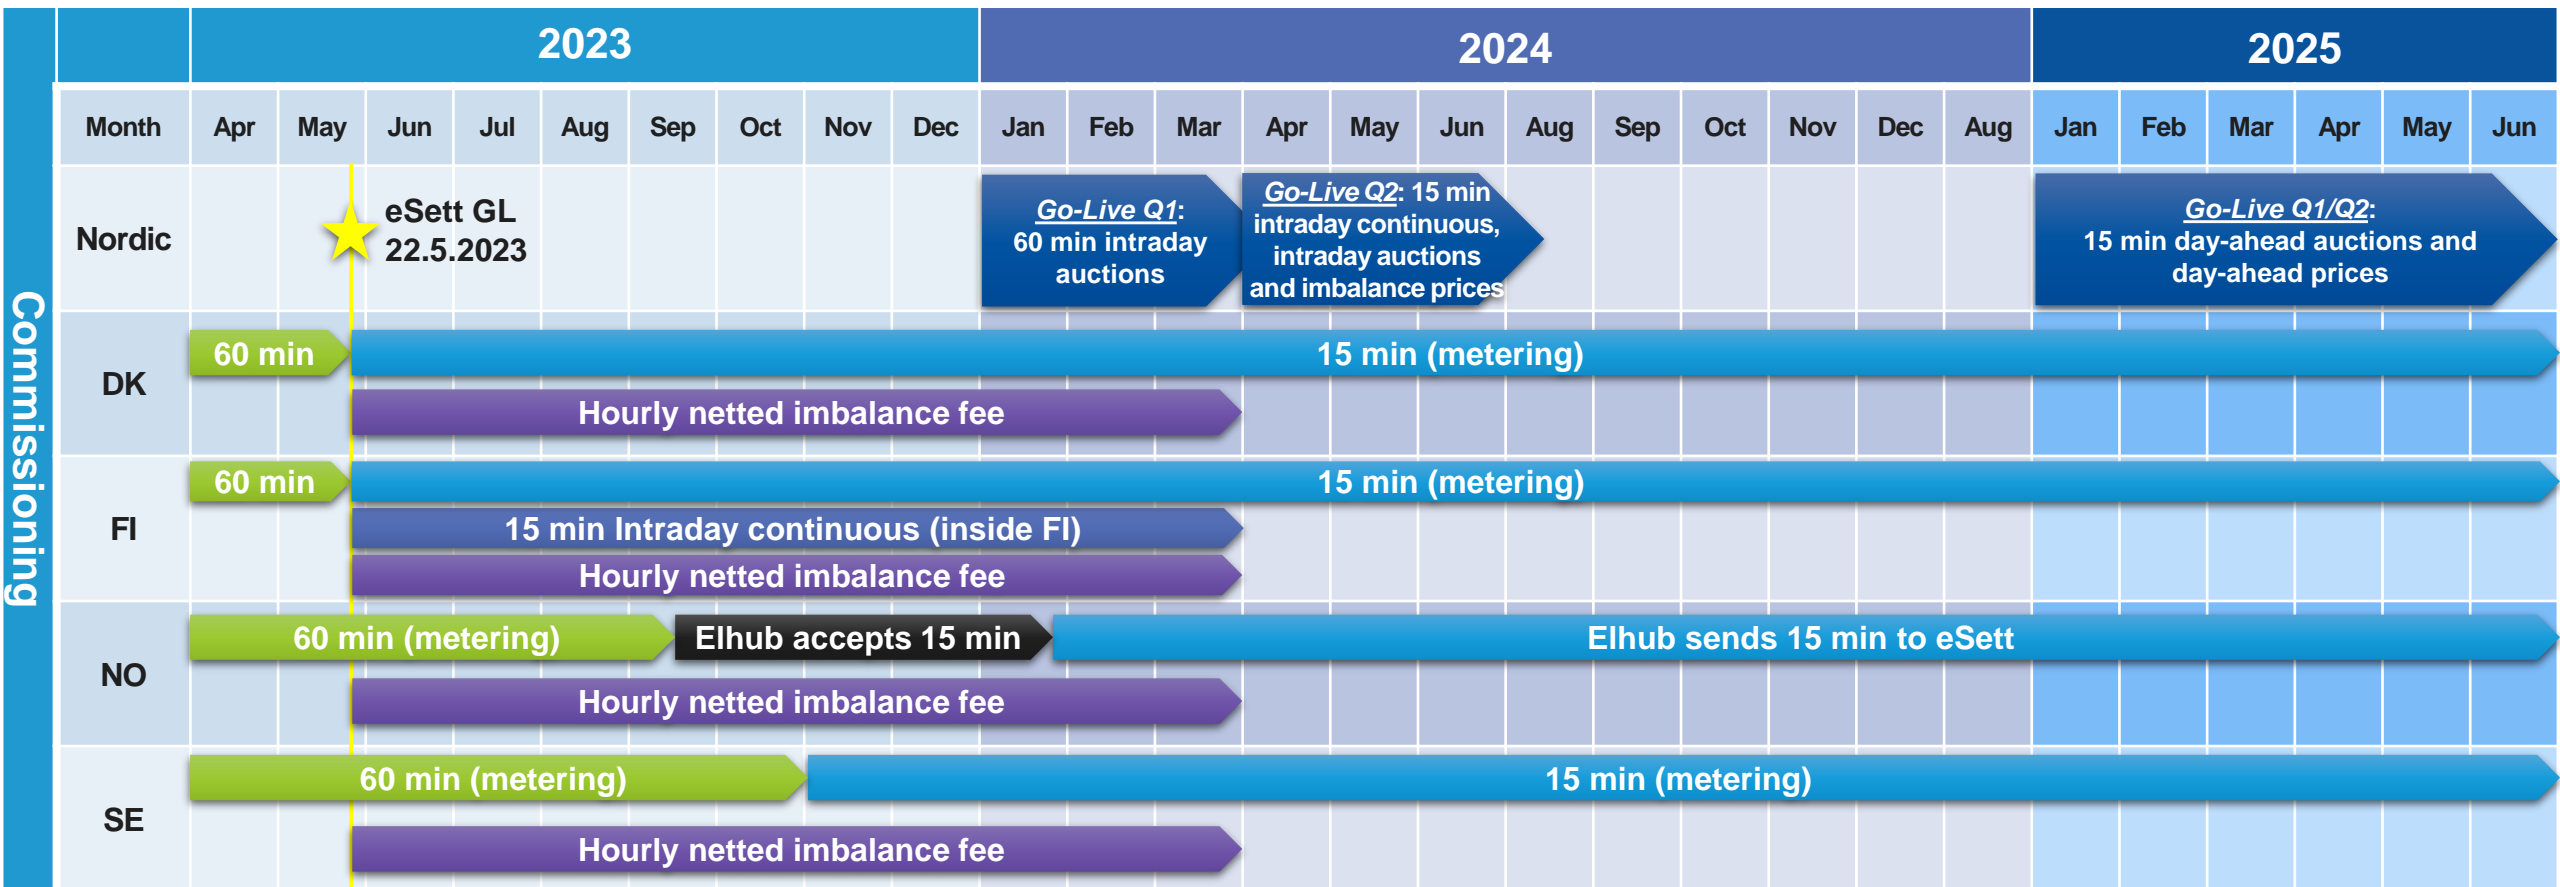 2023 2024 2025
Month Apr May Jun Jul Aug Sep Oct Nov Dec Jan Feb Mar Apr May Jun Aug Sep Oct Nov Dec Aug Jan Feb Mar Apr May Jun
Commisssioning
Nordic
eSett GL
22.5.2023
Go-Live Q1:
60 min intraday
auctions
Go-Live Q2: 15 min
intraday continuous,
intraday auctions
and imbalance prices
Go-Live Q1/Q2:
15 min day-ahead auctions and
day-ahead prices
DK
60 min
15 min (metering)
Hourly netted imbalance fee
FI
60 min
15 min (metering)
15 min Intraday continuous (inside FI)
Hourly netted imbalance fee
NO
60 min (metering)
Elhub accepts 15 min
Elhub sends 15 min to eSett
Hourly netted imbalance fee
SE
60 min (metering)
15 min (metering)
Hourly netted imbalance fee